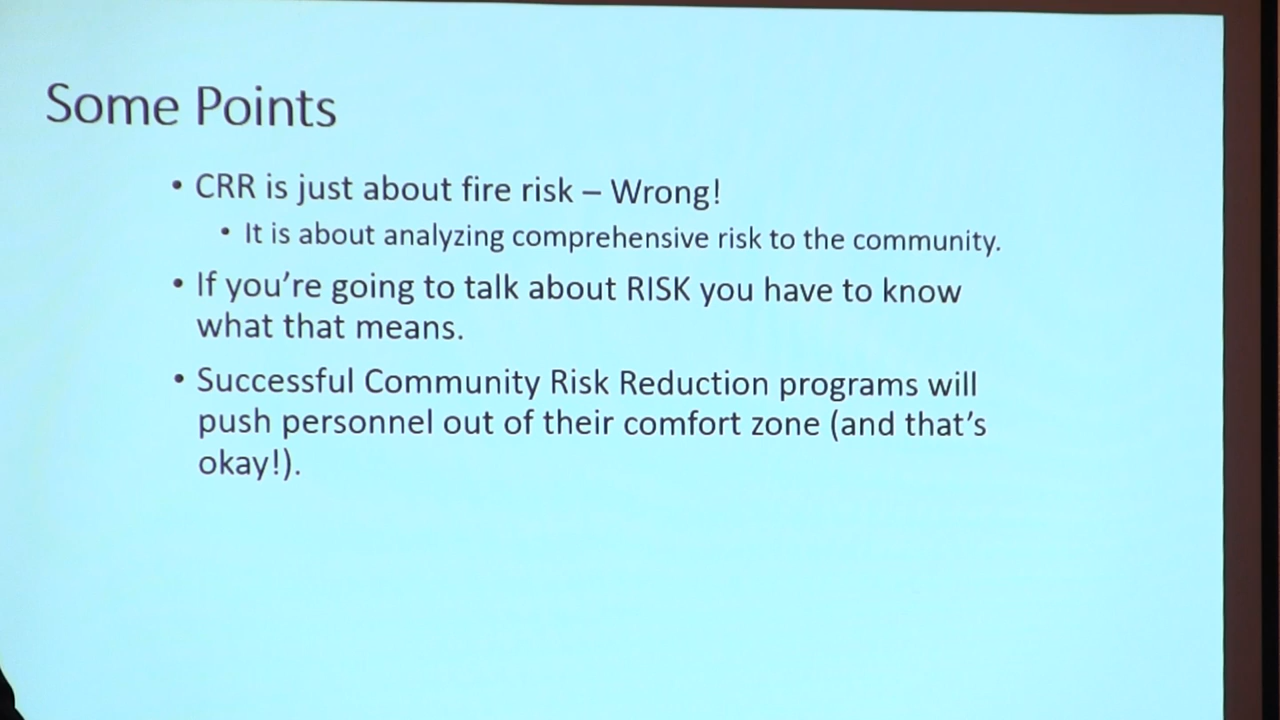 Some Points
• CRR is just about fire risk – Wrong!
• It is about analyzing comprehensive risk to the community.
• If you’re going to talk about RISK you have to know
what that means.
• Successful Community Risk Reduction programs will
push personnel out of their comfort zone (and that’s
okay!).